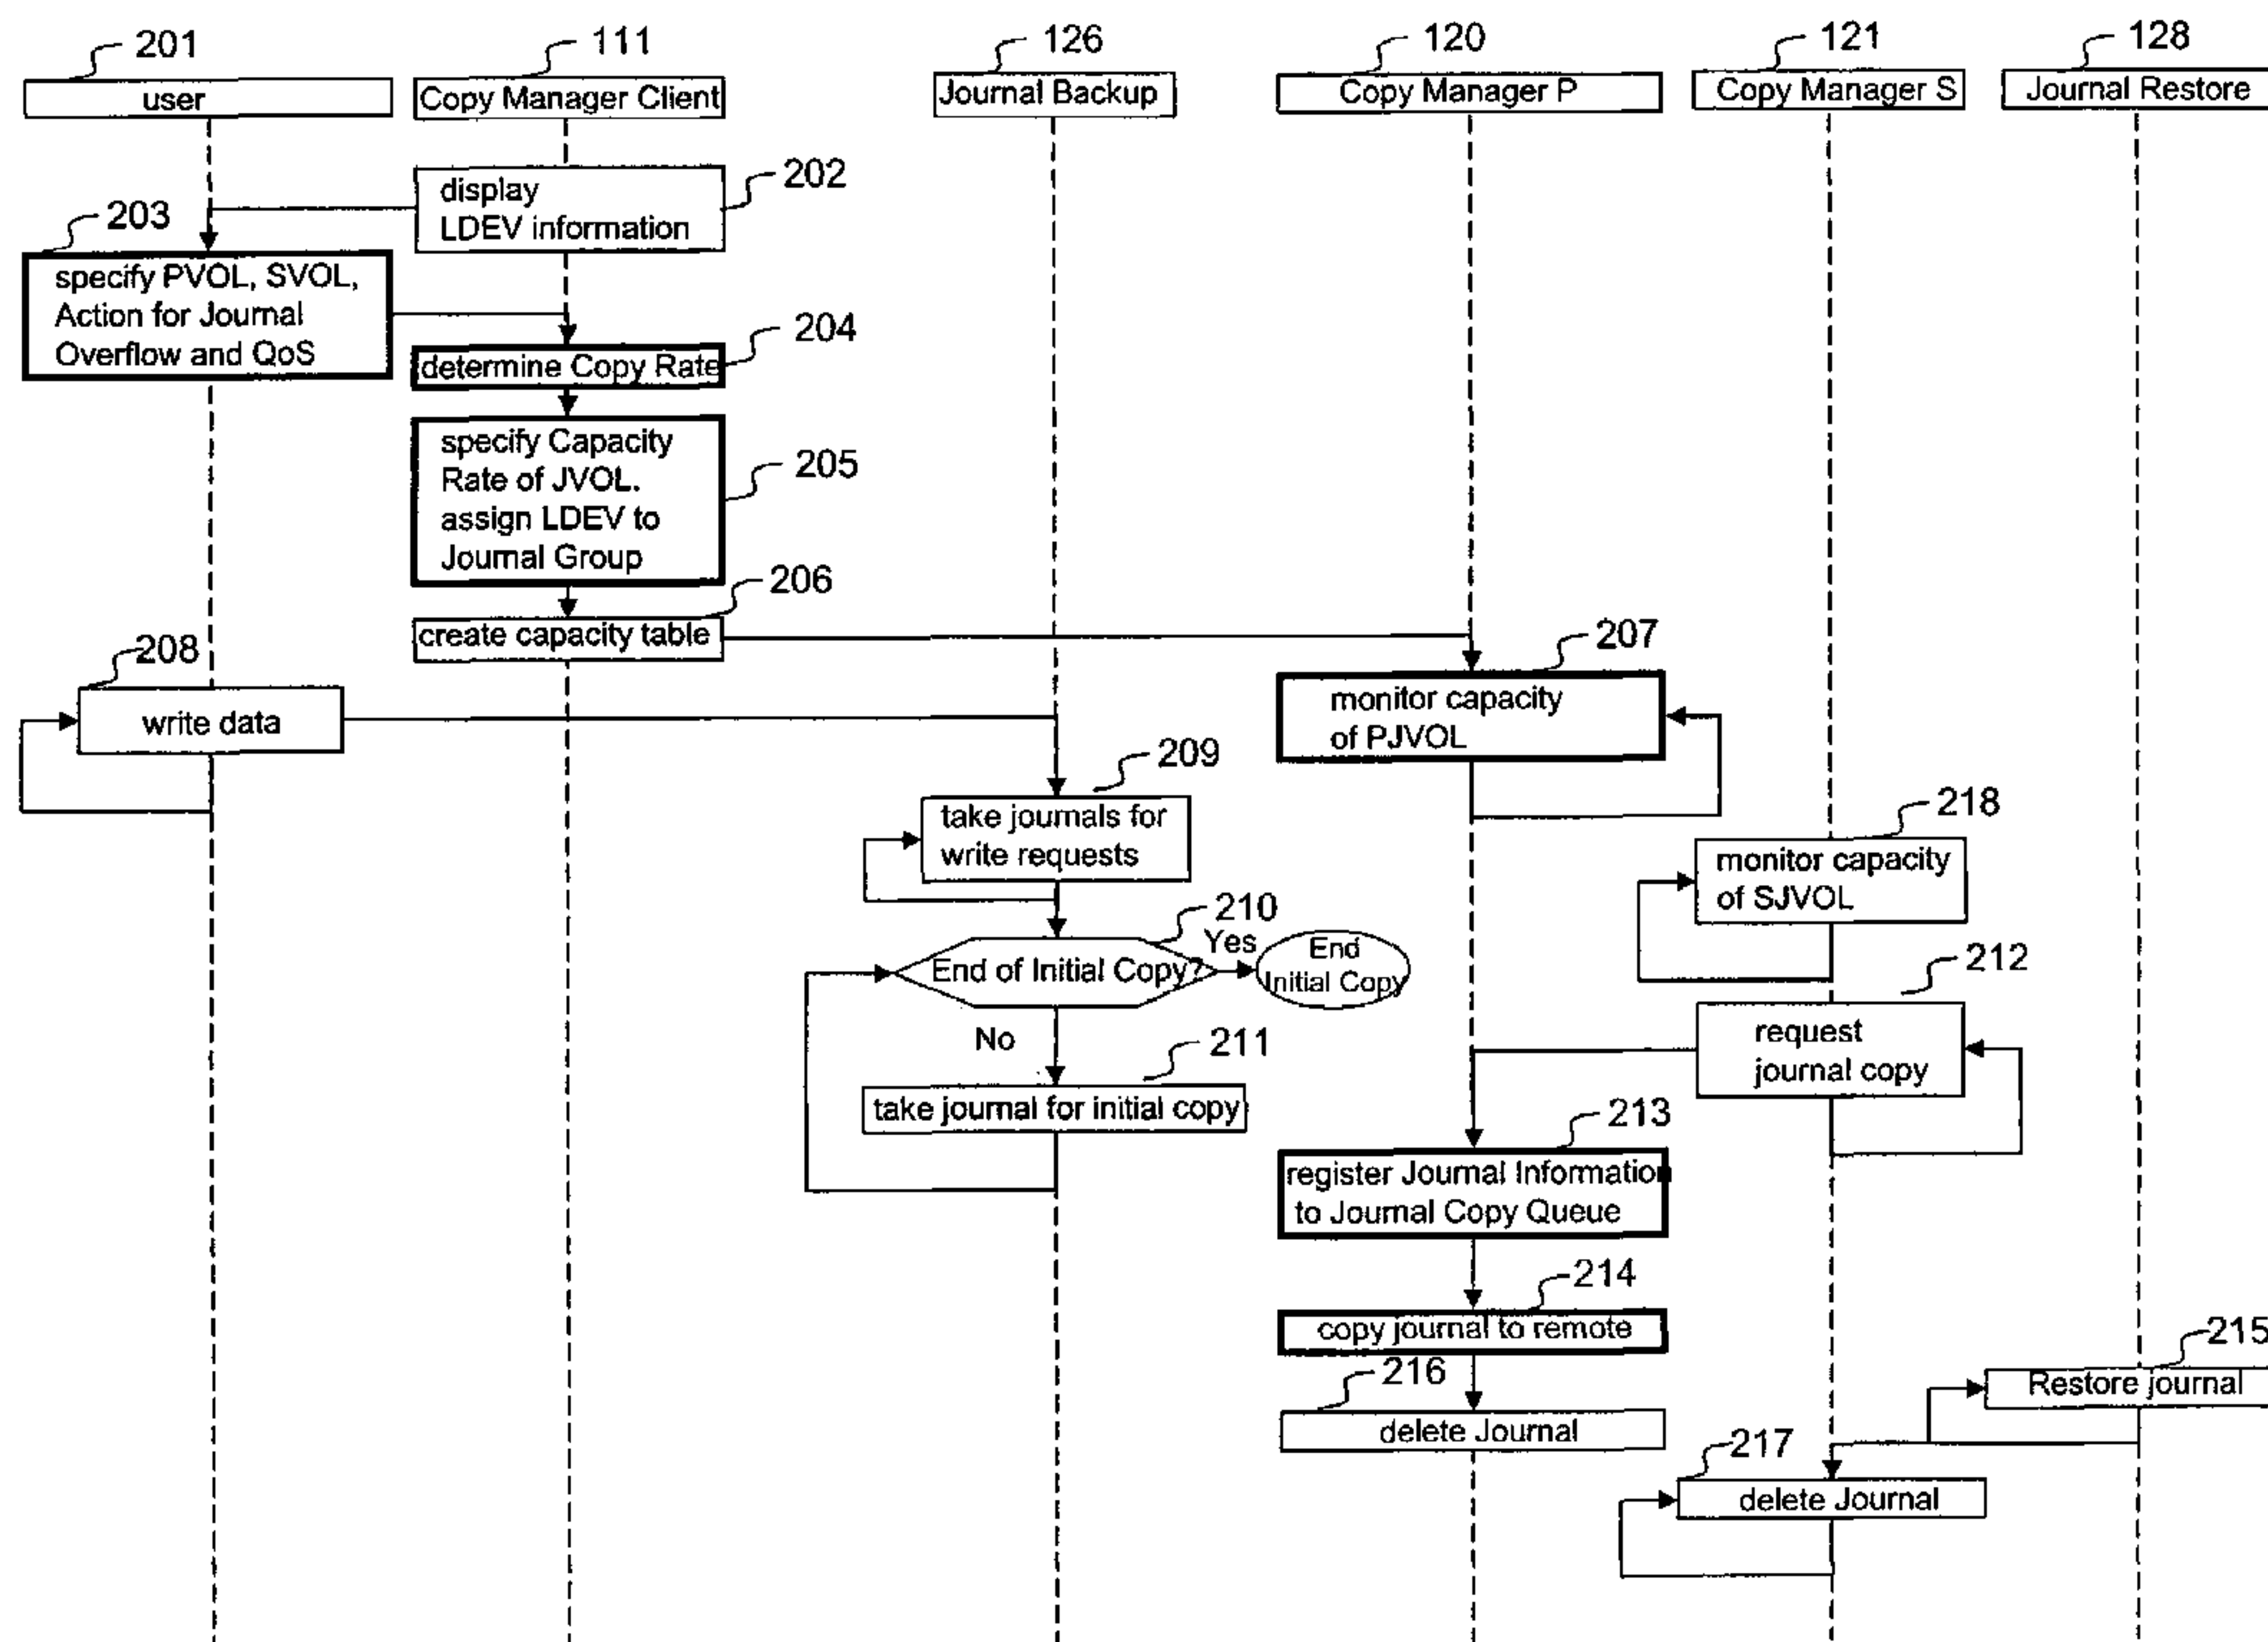 201
111
126
120
121
128
user
Copy Manager Client
Journal Backup
Copy Manager P
Copy Manager S
Journal Restore
202
display
LDEV information
203
specify PVOL, SVOL,
Action for Journal
Overflow and QoS
204
determine Copy Rate
205
specify Capacity
Rate of JVOL.
assign LDEV to
Journal Group
206
create capacity table
207
monitor capacity
of PJVOL
208
write data
209
take journals for
write requests
218
monitor capacity
of SJVOL
210
End of Initial Copy?
Yes
End
Initial Copy
No
212
request
journal copy
211
take journal for initial copy
213
register Journal Information
to Journal Copy Queue
214
copy journal to remote
215
Restore journal
216
delete Journal
217
delete Journal